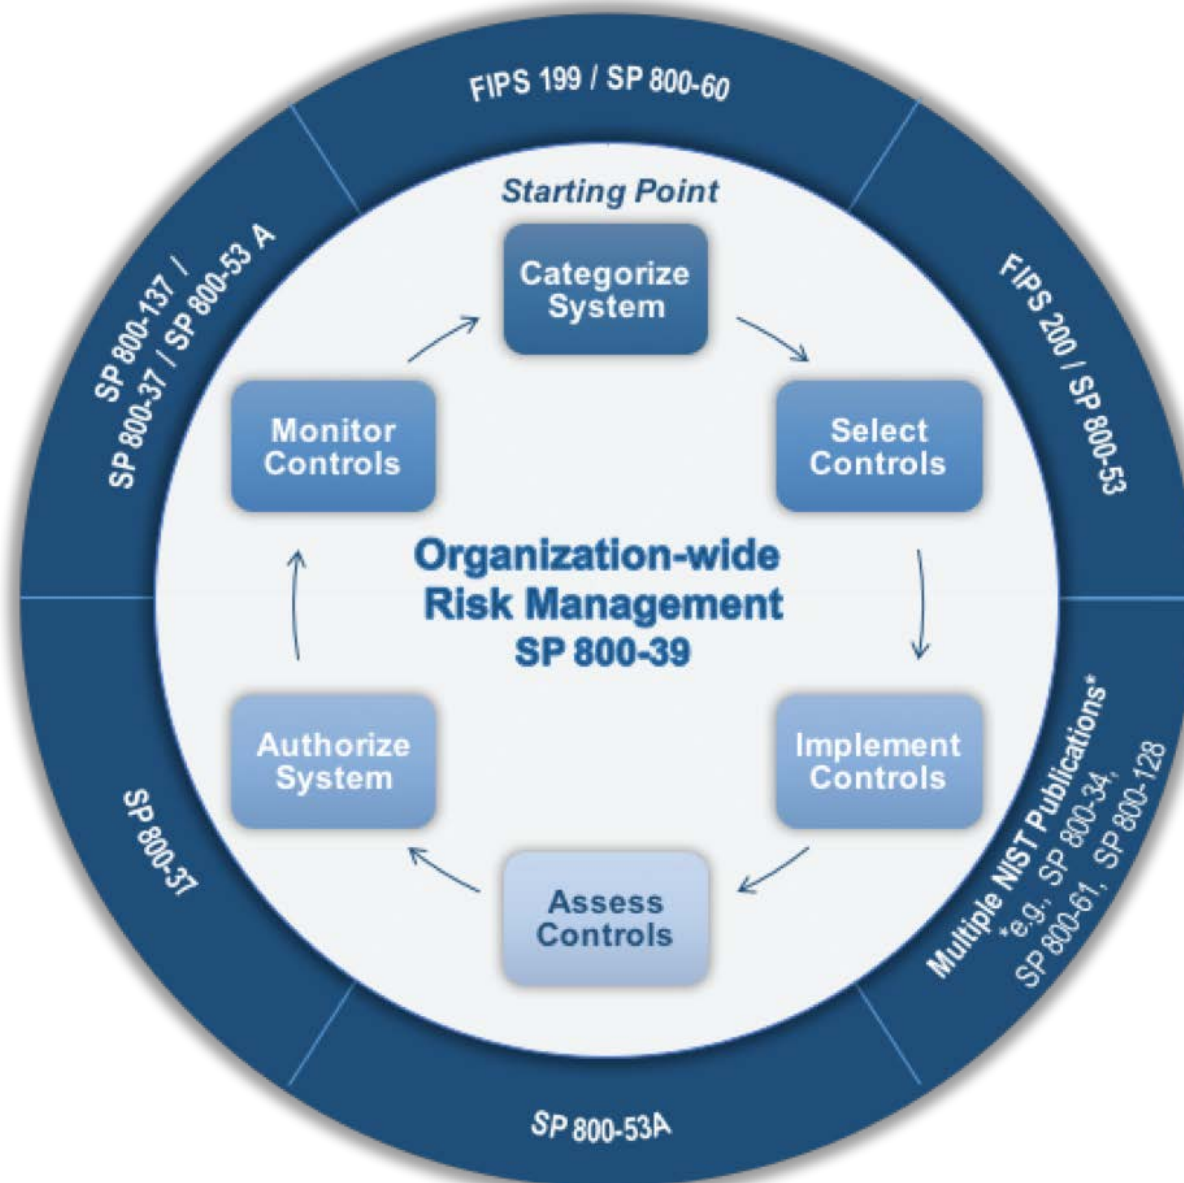 FIPS 199 / SP 800-60
Starting Point
Categorize
System
FIPS 200 / SP 800-53
Select
Controls
Multiple NIST Publications*
*e.g., SP 800-34,
SP 800-61, SP 800-128
Implement
Controls
SP 800-53A
Assess
Controls
SP 800-37
Authorize
System
SP 800-137 /
SP 800-37 / SP 800-53 A
Monitor
Controls
Organization-wide
Risk Management
SP 800-39